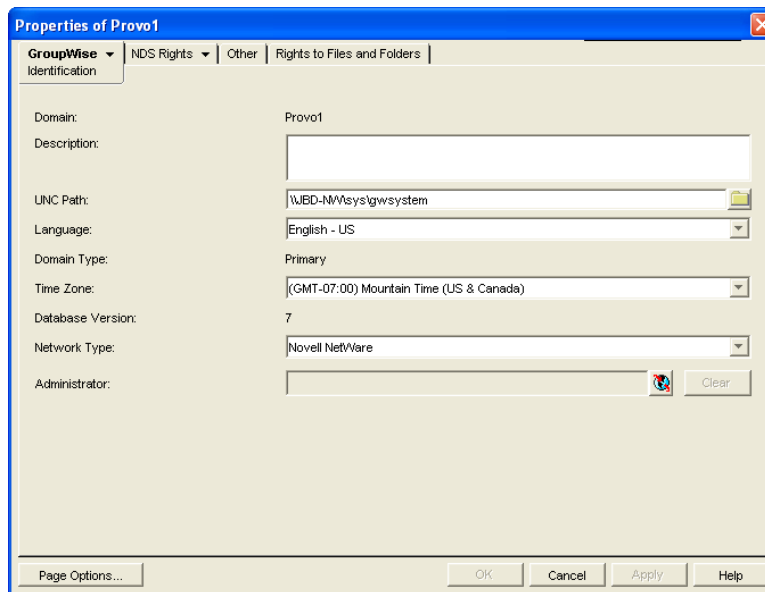 Properties of Provo1
GroupWise NDS Rights Other Rights to Files and Folders
Identification
Domain: Provo1
Description:
UNC Path: \\JBD-NW\sys\gwsystem
Language: English - US
Domain Type: Primary
Time Zone: (GMT-07:00) Mountain Time (US & Canada)
Database Version: 7
Network Type: Novell NetWare
Administrator: Clear
Page Options... OK Cancel Apply Help